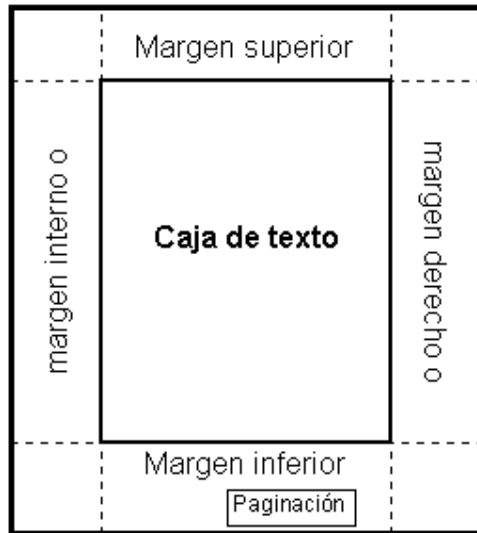 Margen superior
margen interno o
Caja de texto
margen derecho o
Margen inferior
Paginación